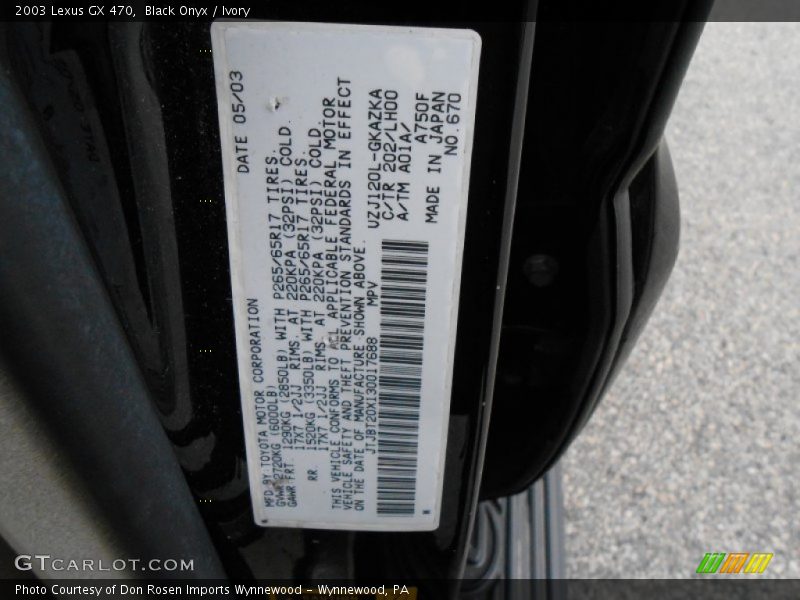 2003 Lexus GX 470, Black Onyx / Ivory
MFD.BY TOYOTA MOTOR CORPORATION DATE 05/03
GVWR 2720KG (6000LB)
GAWR FRT. 1290KG (2850LB) WITH P265/65R17 TIRES.
17X7 1/2JJ RIMS. AT 220KPA (32PSI) COLD.
RR. 1520KG (3350LB) WITH P265/65R17 TIRES.
17X7 1/2JJ RIMS. AT 220KPA (32PSI) COLD.
THIS VEHICLE CONFORMS TO ALL APPLICABLE FEDERAL MOTOR
VEHICLE SAFETY AND THEFT PREVENTION STANDARDS IN EFFECT
ON THE DATE OF MANUFACTURE SHOWN ABOVE.
JTJBT20X130017688 MPV
UZJ120L-GKAZKA
C/TR 202/LH00
A/TM A01A/
A750F
MADE IN JAPAN
NO.670
GTCARLOT.COM
Photo Courtesy of Don Rosen Imports Wynnewood - Wynnewood, PA